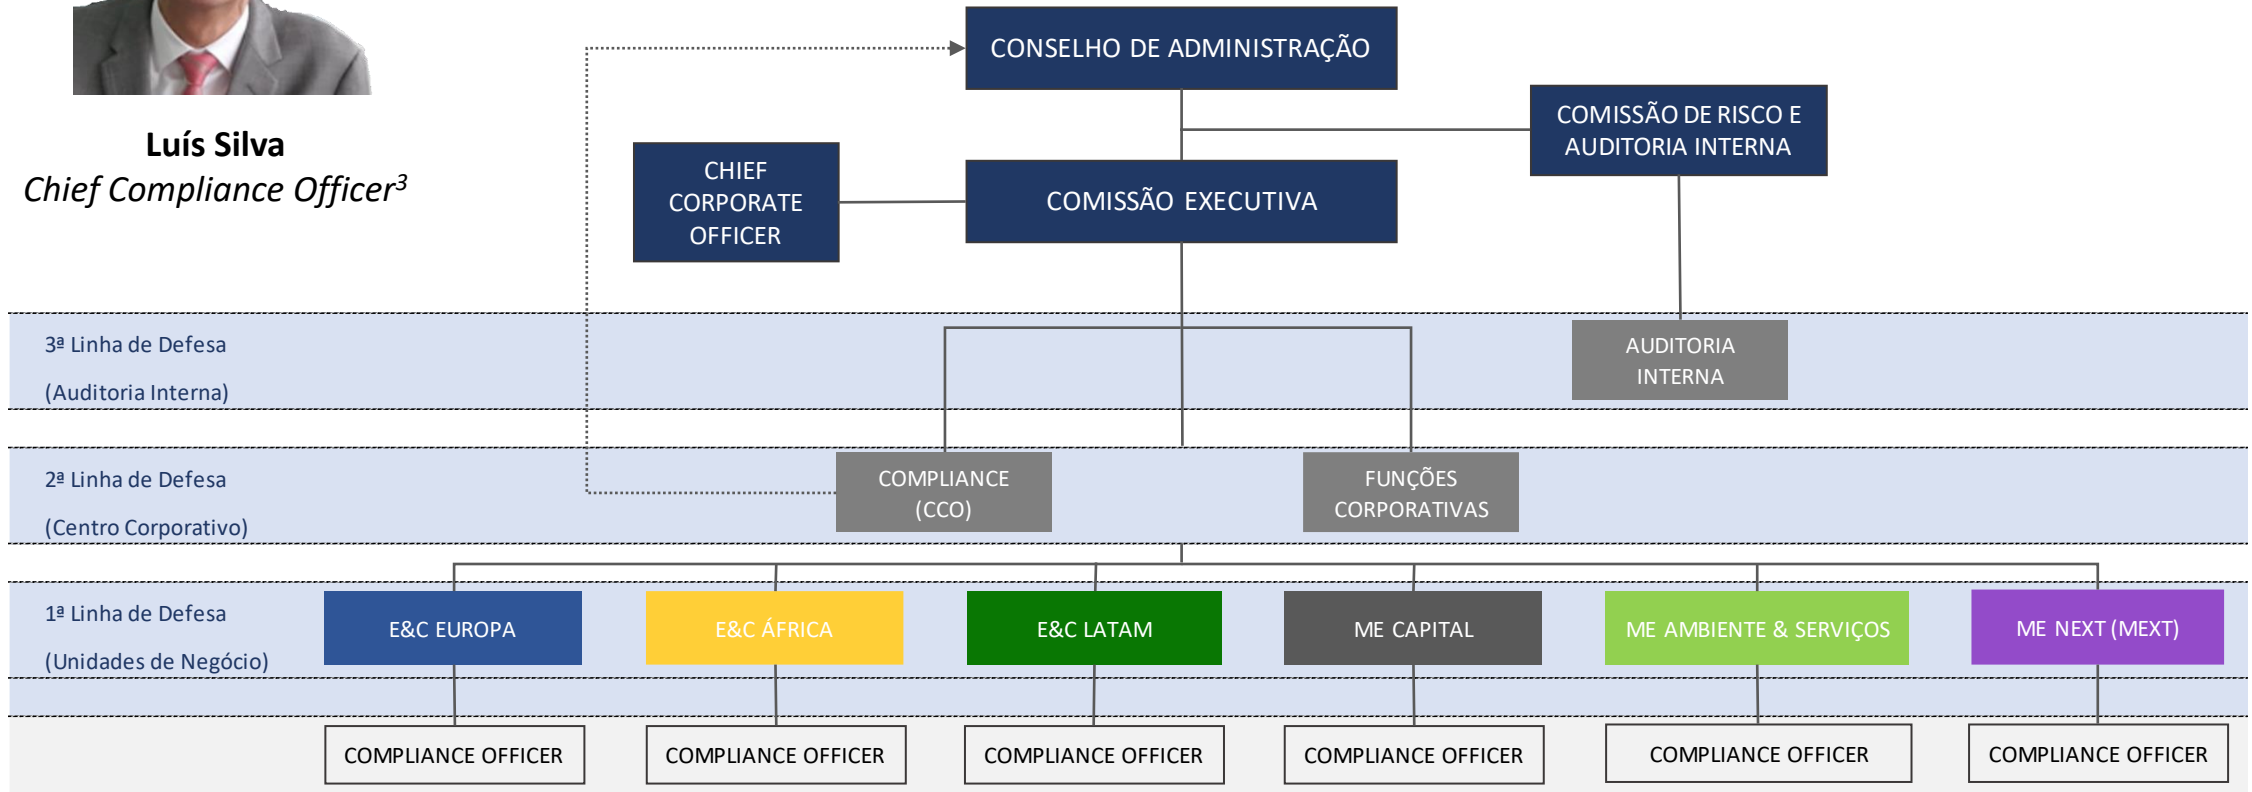 Luís Silva
Chief Compliance Officer³
CONSELHO DE ADMINISTRAÇÃO
COMISSÃO DE RISCO E
AUDITORIA INTERNA
CHIEF
CORPORATE
OFFICER
COMISSÃO EXECUTIVA
3ª Linha de Defesa
(Auditoria Interna)
AUDITORIA
INTERNA
2ª Linha de Defesa
(Centro Corporativo)
COMPLIANCE
(CCO)
FUNÇÕES
CORPORATIVAS
1ª Linha de Defesa
(Unidades de Negócio)
E&C EUROPA
E&C ÁFRICA
E&C LATAM
ME CAPITAL
ME AMBIENTE & SERVIÇOS
ME NEXT (MEXT)
COMPLIANCE OFFICER
COMPLIANCE OFFICER
COMPLIANCE OFFICER
COMPLIANCE OFFICER
COMPLIANCE OFFICER
COMPLIANCE OFFICER